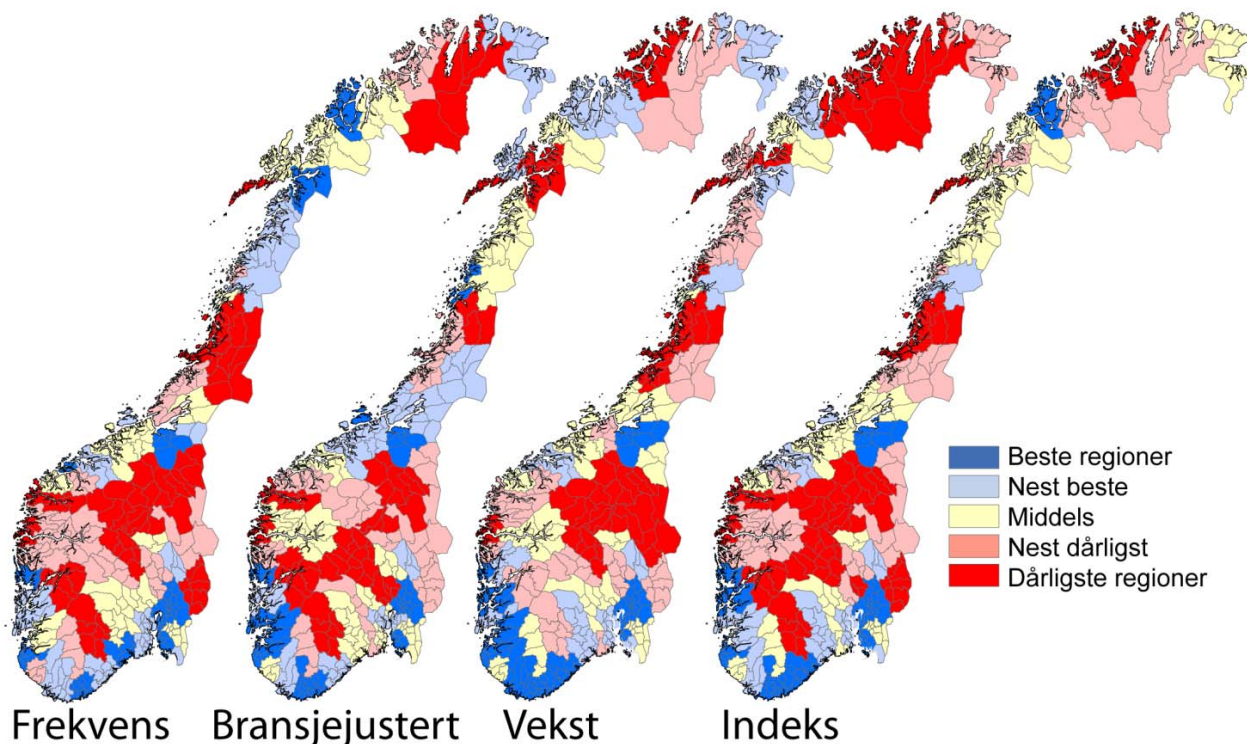 Beste regioner
Nest beste
Middels
Nest dårligst
Dårligste regioner
Frekvens Bransjejustert Vekst Indeks